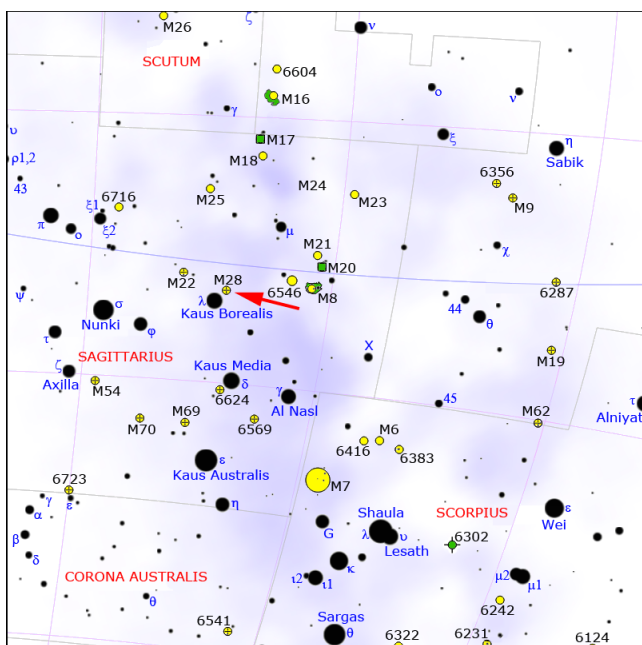 M26
ζ
ν
SCUTUM
6604
M16
ο
ν
γ
υ
M17
ξ
η
Sabik
ρ1,2
M18
43
M24
6356
M25
M23
M9
6716
ξ1
π
ο
ξ2
μ
χ
M21
M20
M22
M28
6546
M8
6287
ψ
λ
Kaus Borealis
44
θ
σ
Nunki
φ
τ
X
M19
SAGITTARIUS
ζ
Kaus Media
Axilla
M54
δ
6624
γ
Al Nasl
45
τ
Alniyat
M70
M69
6569
M62
6416
M6
6383
ε
Kaus Australis
M7
6723
γ
ε
α
η
Shaula
SCORPIUS
ε
Wei
G
λ
υ
Lesath
6302
β
δ
κ
CORONA AUSTRALIS
ι2
ι1
μ2
μ1
θ
6242
Sargas
6541
θ
6322
6231
6124